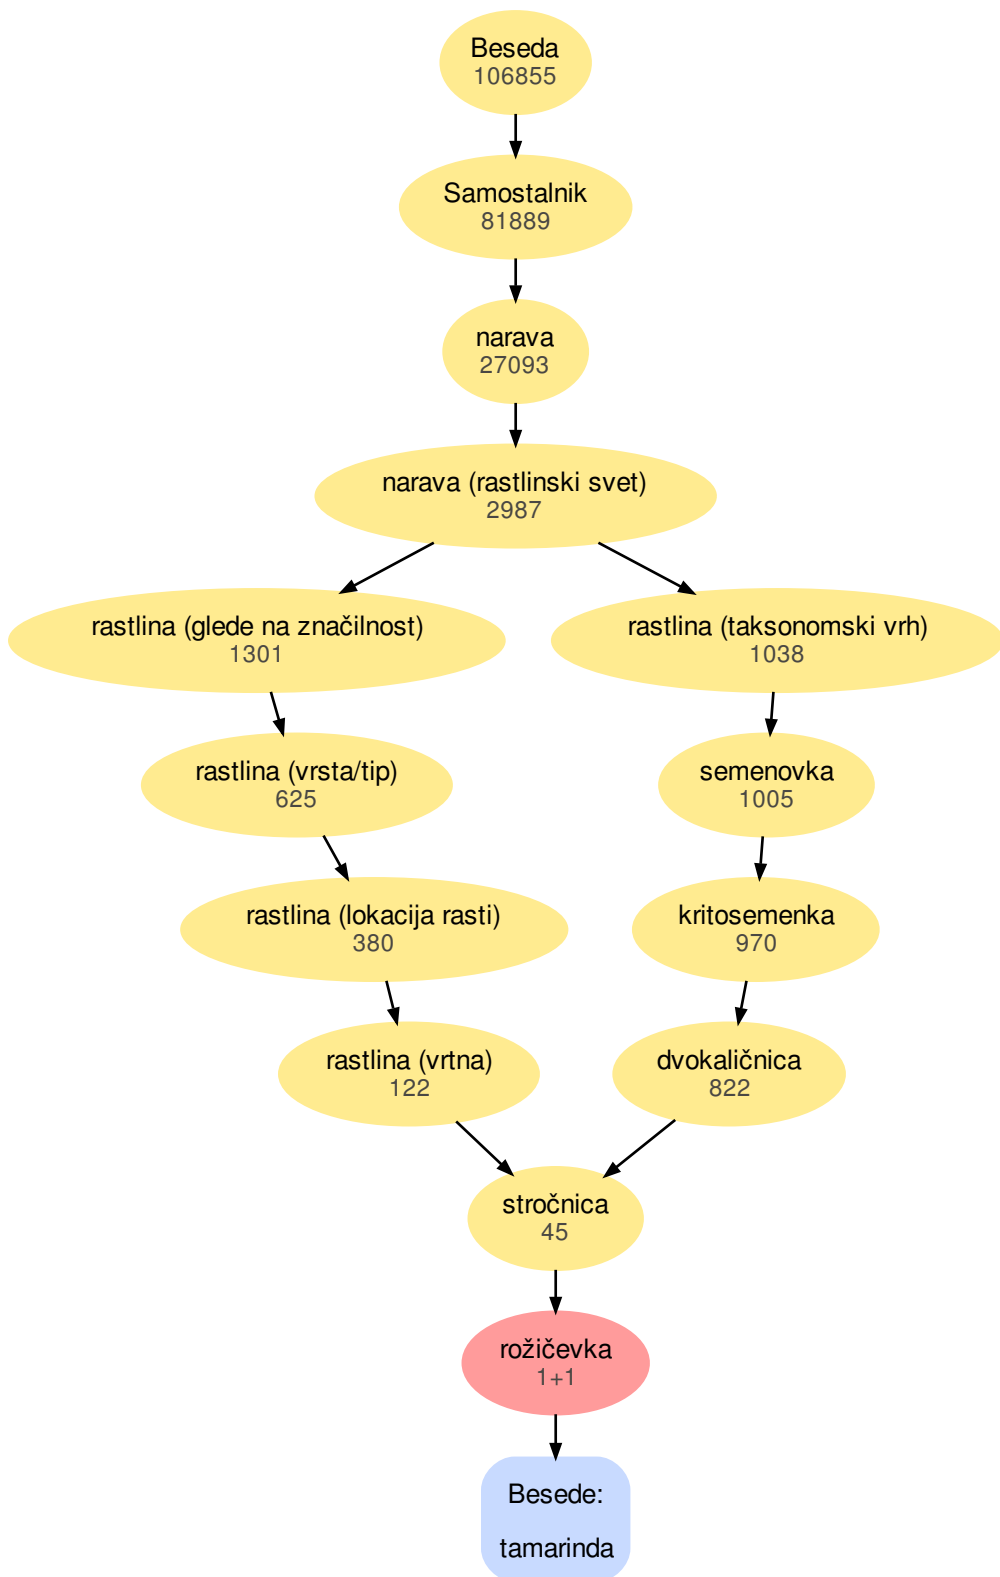 Beseda
106855
Samostalnik
81889
narava
27093
narava (rastlinski svet)
2987
rastlina (glede na značilnost)
1301
rastlina (taksonomski vrh)
1038
rastlina (vrsta/tip)
625
semenovka
1005
rastlina (lokacija rasti)
380
kritosemenka
970
rastlina (vrtna)
122
dvokaličnica
822
stročnica
45
rožičevka
1+1
Besede:
tamarinda